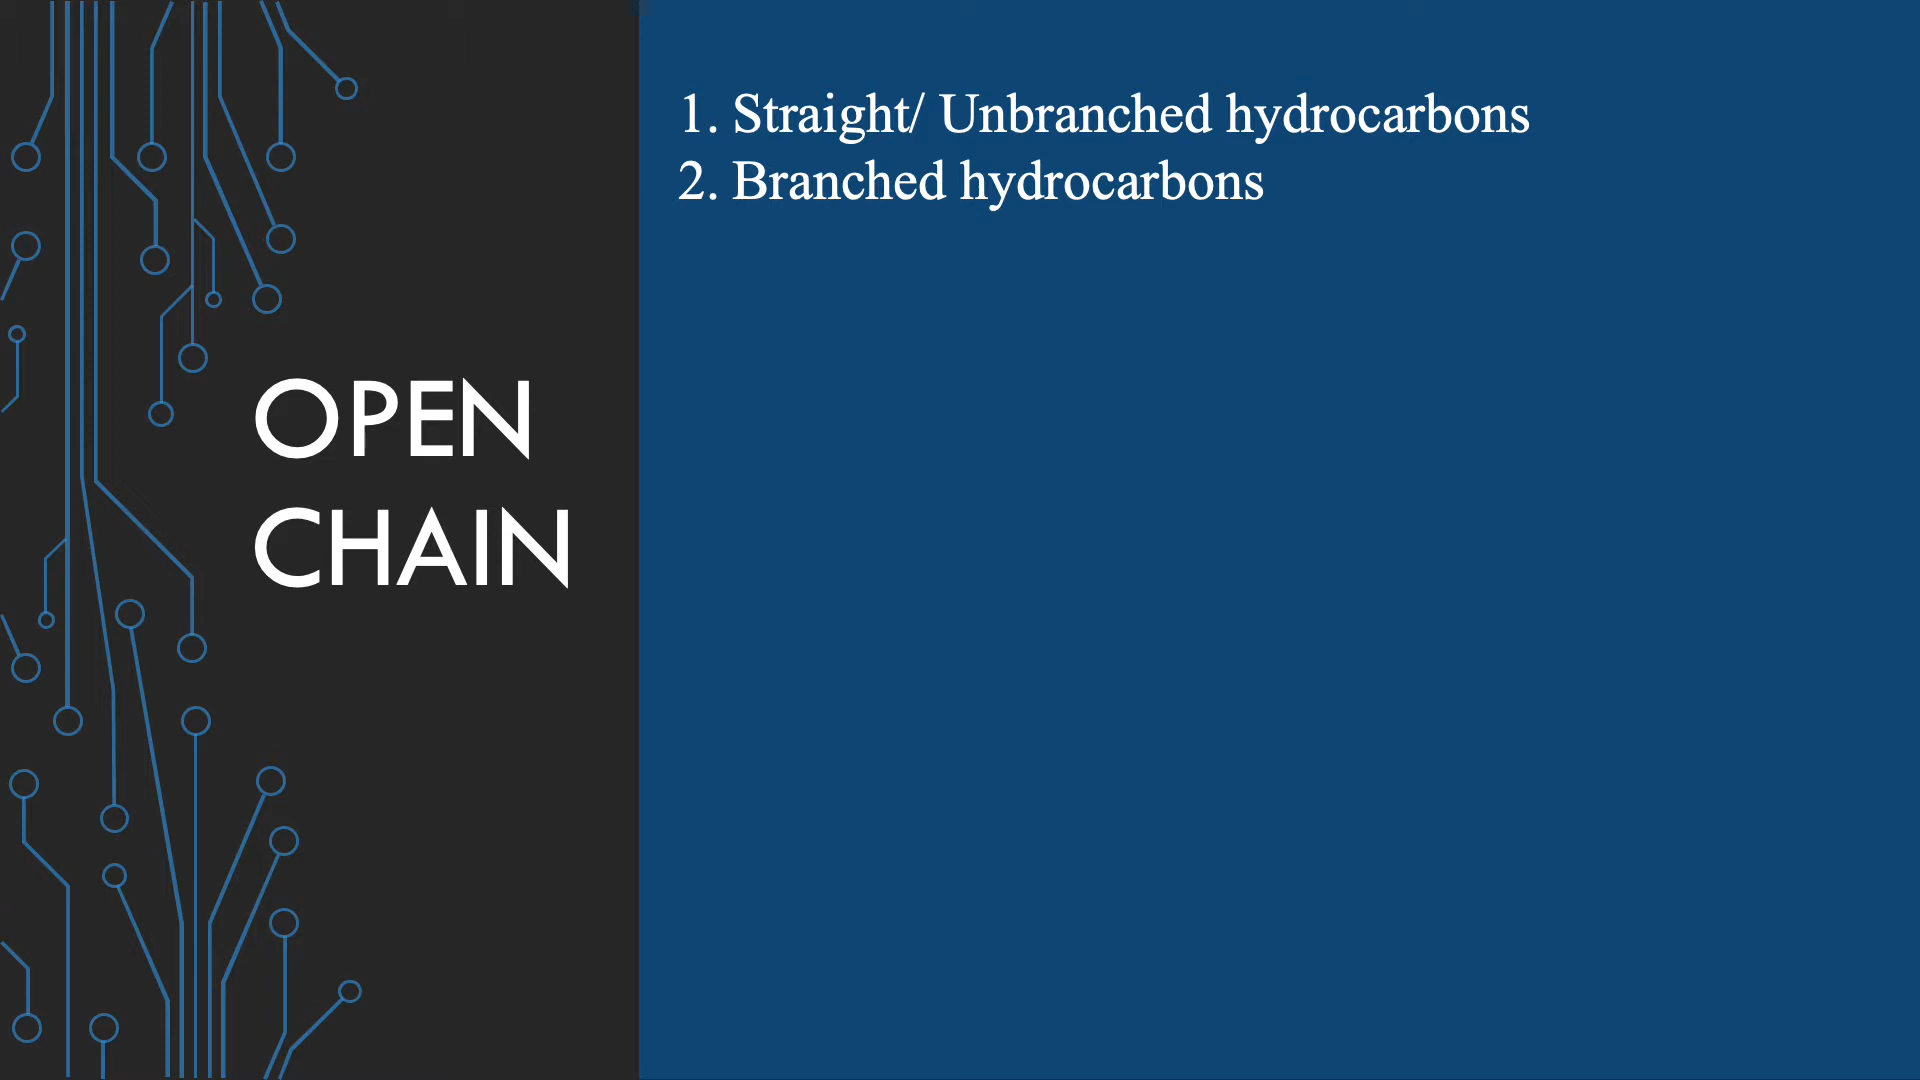 OPEN
CHAIN
1. Straight/ Unbranched hydrocarbons
2. Branched hydrocarbons